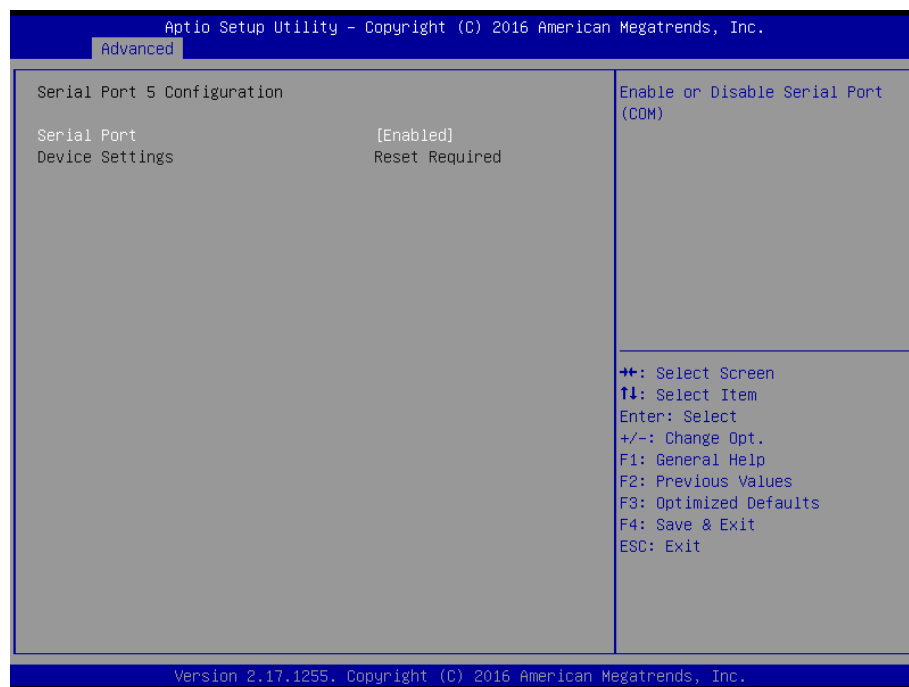 Aptio Setup Utility – Copyright (C) 2016 American Megatrends, Inc.
Advanced
Serial Port 5 Configuration
Serial Port [Enabled]
Device Settings Reset Required
Enable or Disable Serial Port
(COM)
→←: Select Screen
↑↓: Select Item
Enter: Select
+/-: Change Opt.
F1: General Help
F2: Previous Values
F3: Optimized Defaults
F4: Save & Exit
ESC: Exit
Version 2.17.1255. Copyright (C) 2016 American Megatrends, Inc.